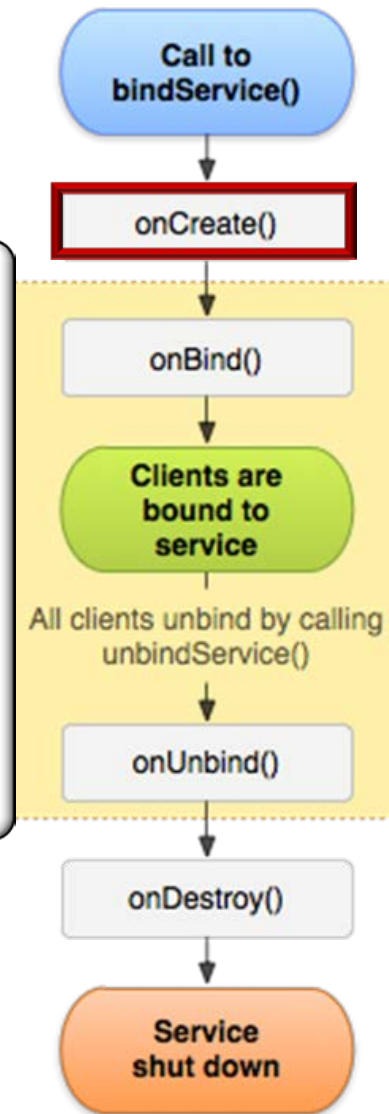 Call to
bindService()
onCreate()
onBind()
Clients are
bound to
service
All clients unbind by calling
unbindService()
onUnbind()
onDestroy()
Service
shut down